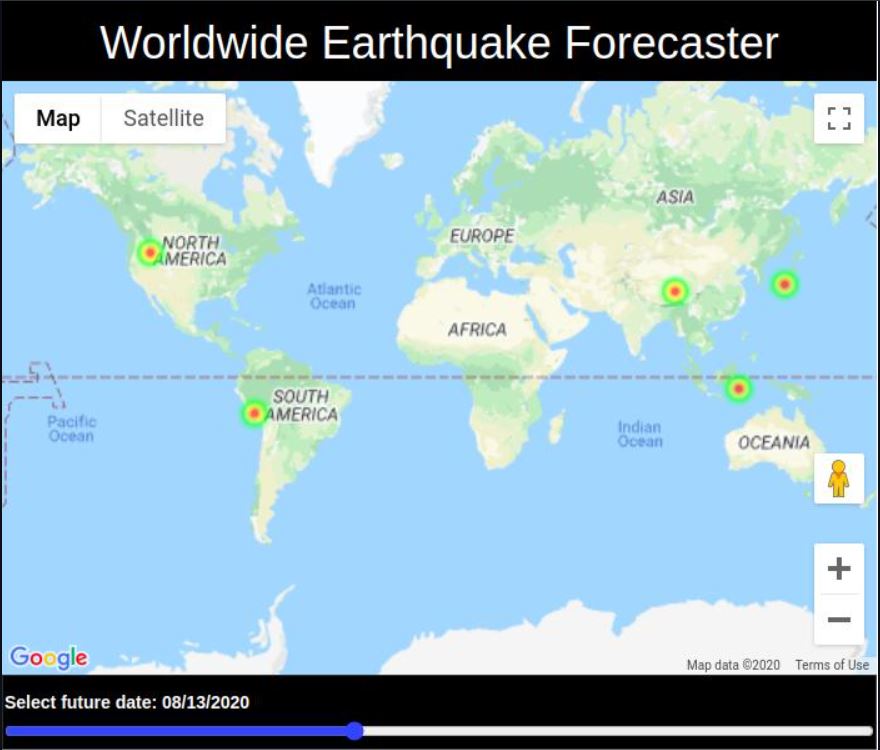 Worldwide Earthquake Forecaster
Map Satellite
ASIA
NORTH
AMERICA
EUROPE
Atlantic
Ocean
AFRICA
SOUTH
AMERICA
Pacific
Ocean
Indian
Ocean
OCEANIA
+
−
Google
Map data ©2020 Terms of Use
Select future date: 08/13/2020